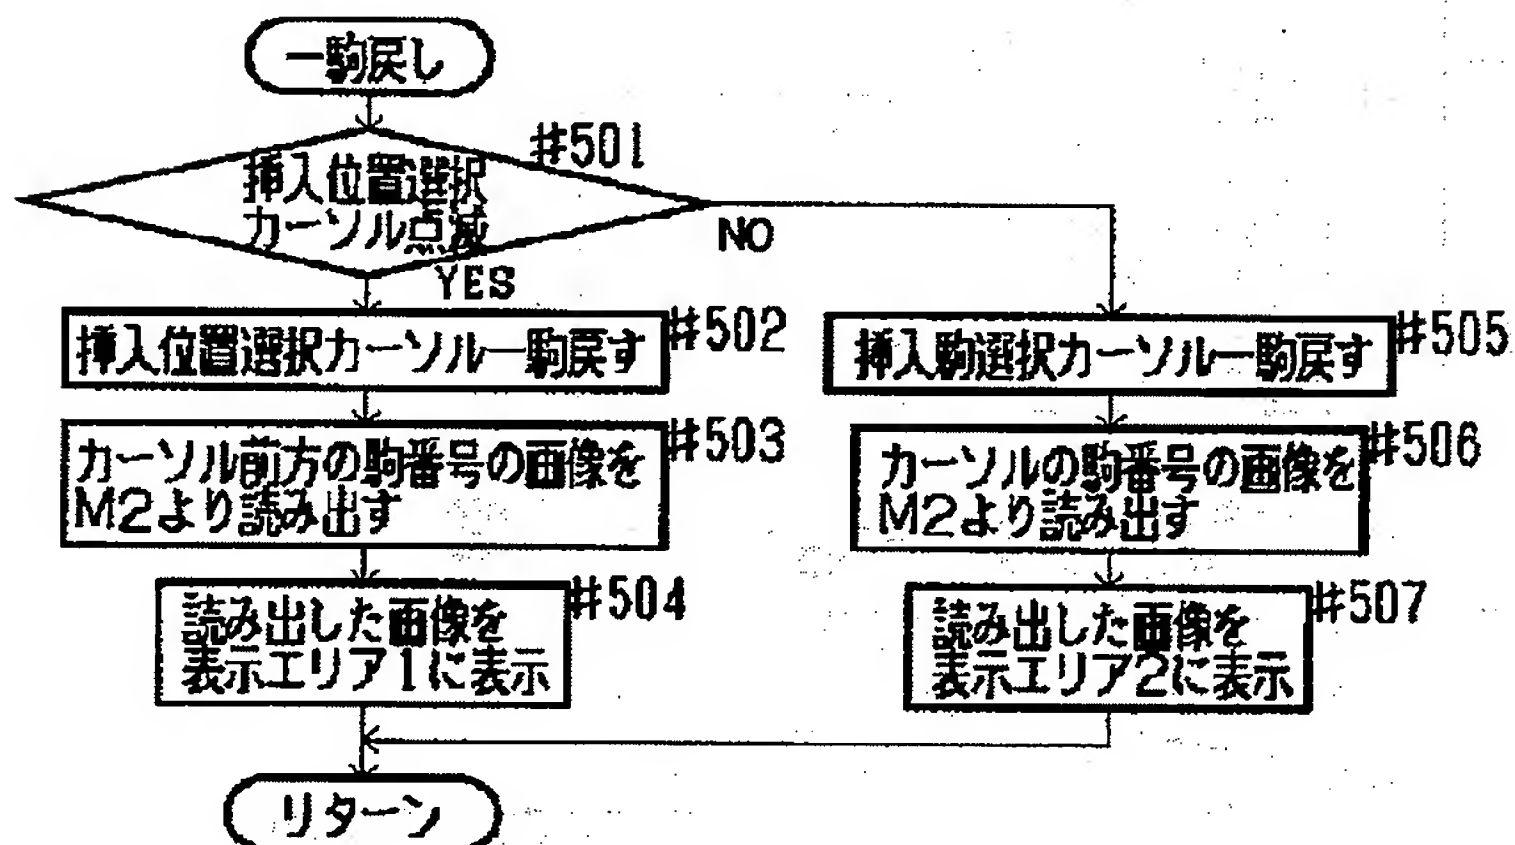 一駒戻し
#501
挿入位置選択
カーソル点滅
NO
YES
挿入位置選択カーソル一駒戻す
#502
カーソル前方の駒番号の画像を
M2より読み出す
#503
読み出した画像を
表示エリア1に表示
#504
挿入駒選択カーソル一駒戻す
#505
カーソルの駒番号の画像を
M2より読み出す
#506
読み出した画像を
表示エリア2に表示
#507
リターン